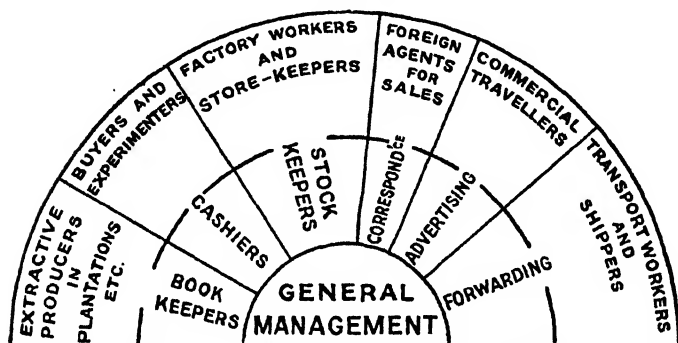 EXTRACTIVE
PRODUCERS
IN
PLANTATIONS
ETC.
BUYERS AND
EXPERIMENTERS
FACTORY WORKERS
AND
STORE-KEEPERS
FOREIGN
AGENTS
FOR
SALES
COMMERCIAL
TRAVELLERS
TRANSPORT WORKERS
AND
SHIPPERS
BOOK
KEEPERS
CASHIERS
STOCK
KEEPERS
CORRESPONDCE
ADVERTISING
FORWARDING
GENERAL
MANAGEMENT